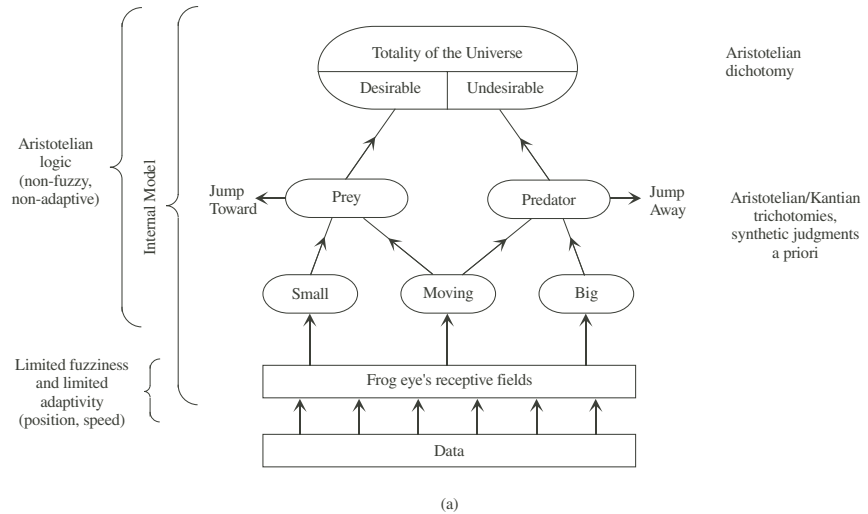 Totality of the Universe
Desirable
Undesirable
Aristotelian
dichotomy
Aristotelian
logic
(non-fuzzy,
non-adaptive)
Internal Model
Jump
Toward
Prey
Predator
Jump
Away
Aristotelian/Kantian
trichotomies,
synthetic judgments
a priori
Small
Moving
Big
Limited fuzziness
and limited
adaptivity
(position, speed)
Frog eye's receptive fields
Data
(a)